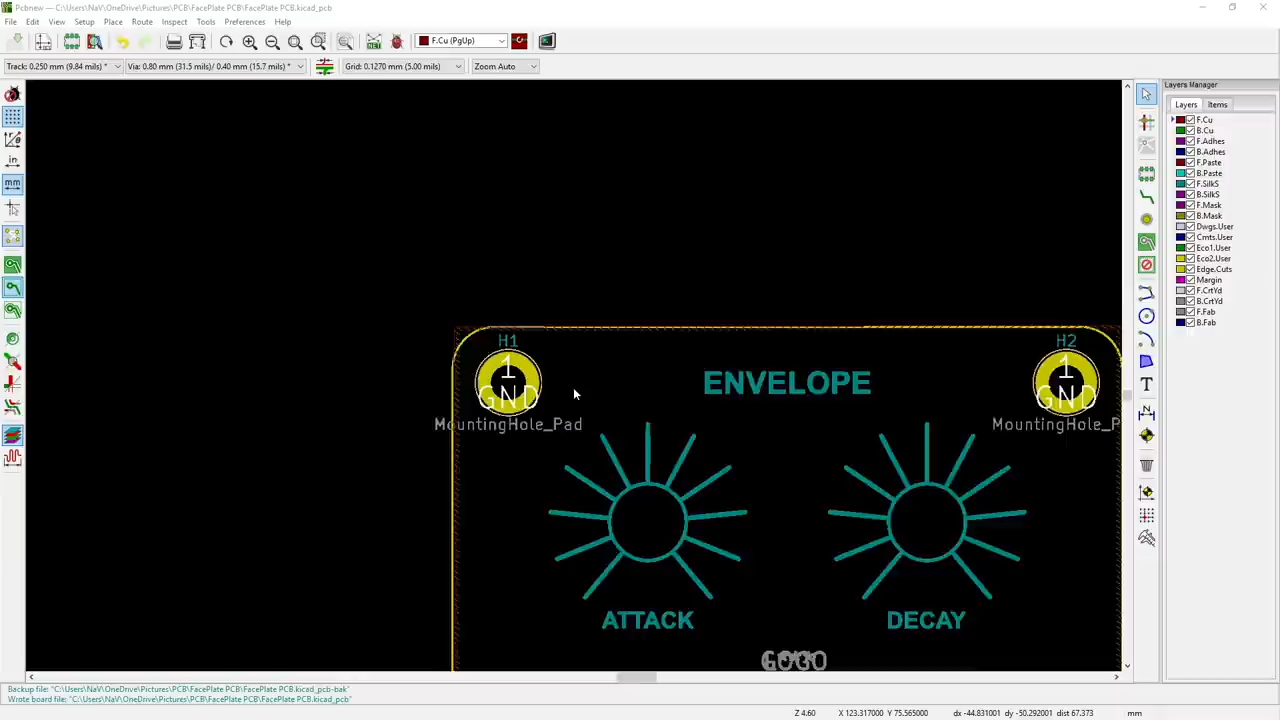 Pcbnew — C:\Users\NaV\OneDrive\Pictures\PCB\FacePlate PCB\FacePlate PCB.kicad_pcb
File Edit View Setup Place Route Inspect Tools Preferences Help
F.Cu (PgUp)
Track: 0.250 mm (9.84 mils) * Via: 0.80 mm (31.5 mils)/ 0.40 mm (15.7 mils) * Grid: 0.1270 mm (5.00 mils) Zoom Auto
Layers Manager
Layers Items
F.Cu
B.Cu
F.Adhes
B.Adhes
F.Paste
B.Paste
F.SilkS
B.SilkS
F.Mask
B.Mask
Dwgs.User
Cmts.User
Eco1.User
Eco2.User
Edge.Cuts
Margin
F.CrtYd
B.CrtYd
F.Fab
B.Fab
in
mm
NET
T
N
H1 H2
1 1
GND GND
ENVELOPE
MountingHole_Pad MountingHole_P
ATTACK DECAY
Backup file: "C:\Users\NaV\OneDrive\Pictures\PCB\FacePlate PCB\FacePlate PCB.kicad_pcb-bak"
Wrote board file: "C:\Users\NaV\OneDrive\Pictures\PCB\FacePlate PCB\FacePlate PCB.kicad_pcb"
Z 4.60 X 123.317000 Y 75.565000 dx -44.831001 dy -50.292001 dist 67.373 mm